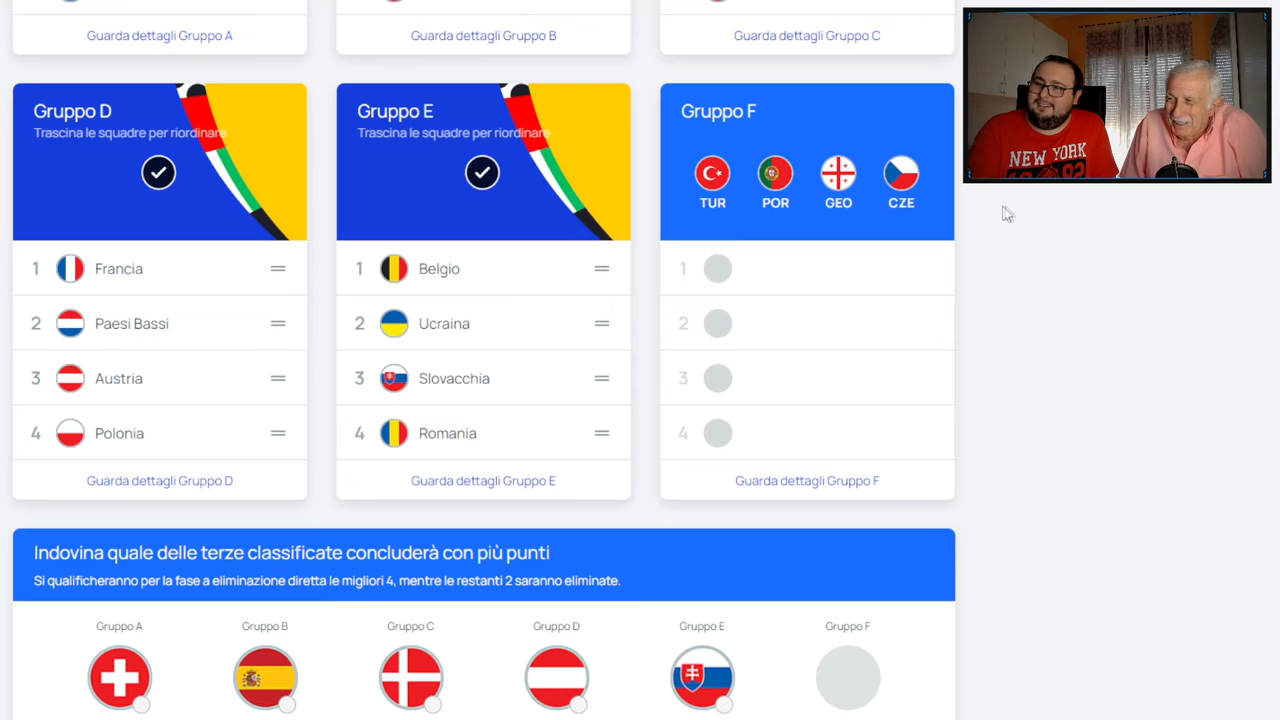 Guarda dettagli Gruppo A
Guarda dettagli Gruppo B
Guarda dettagli Gruppo C
Gruppo D
Trascina le squadre per riordinare
1 Francia
2 Paesi Bassi
3 Austria
4 Polonia
Guarda dettagli Gruppo D
Gruppo E
Trascina le squadre per riordinare
1 Belgio
2 Ucraina
3 Slovacchia
4 Romania
Guarda dettagli Gruppo E
Gruppo F
TUR POR GEO CZE
1
2
3
4
Guarda dettagli Gruppo F
NEW YORK
Indovina quale delle terze classificate concluderà con più punti
Si qualificheranno per la fase a eliminazione diretta le migliori 4, mentre le restanti 2 saranno eliminate.
Gruppo A Gruppo B Gruppo C Gruppo D Gruppo E Gruppo F